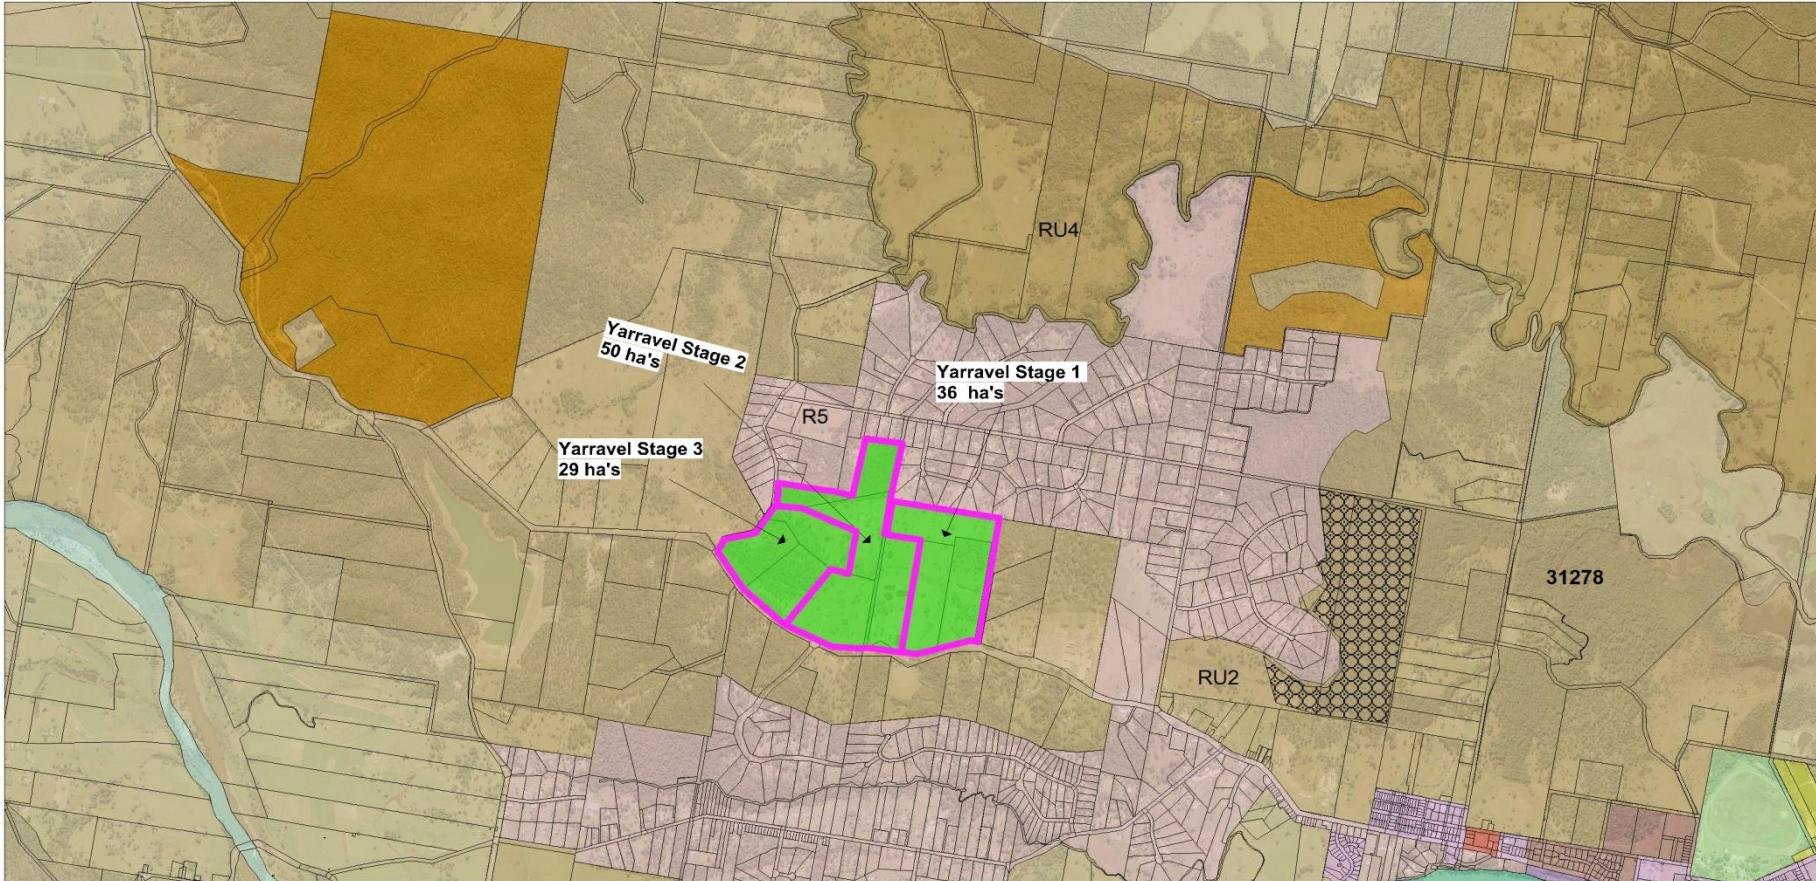 RU4
Yarravel Stage 2
50 ha's
Yarravel Stage 1
36 ha's
R5
Yarravel Stage 3
29 ha's
31278
RU2